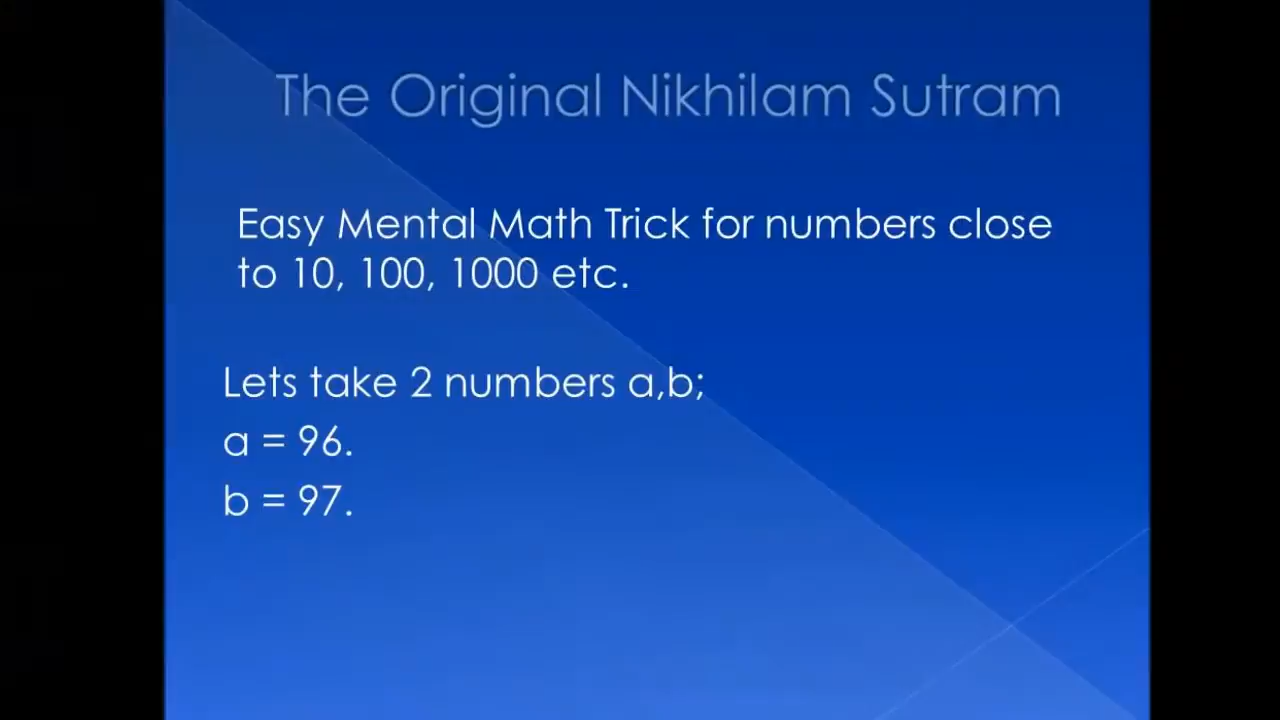 The Original Nikhilam Sutram
Easy Mental Math Trick for numbers close
to 10, 100, 1000 etc.
Lets take 2 numbers a,b;
a = 96.
b = 97.